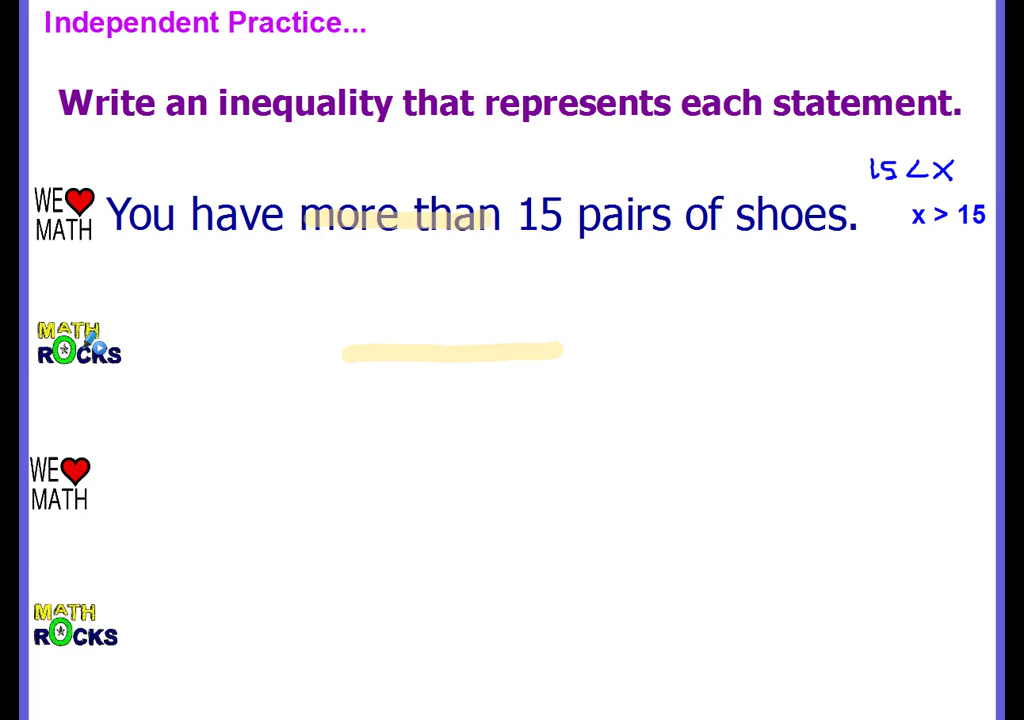 Independent Practice...
Write an inequality that represents each statement.
15 < x
WE
MATH
You have more than 15 pairs of shoes.
x > 15
MATH
ROCKS
WE
MATH
MATH
ROCKS